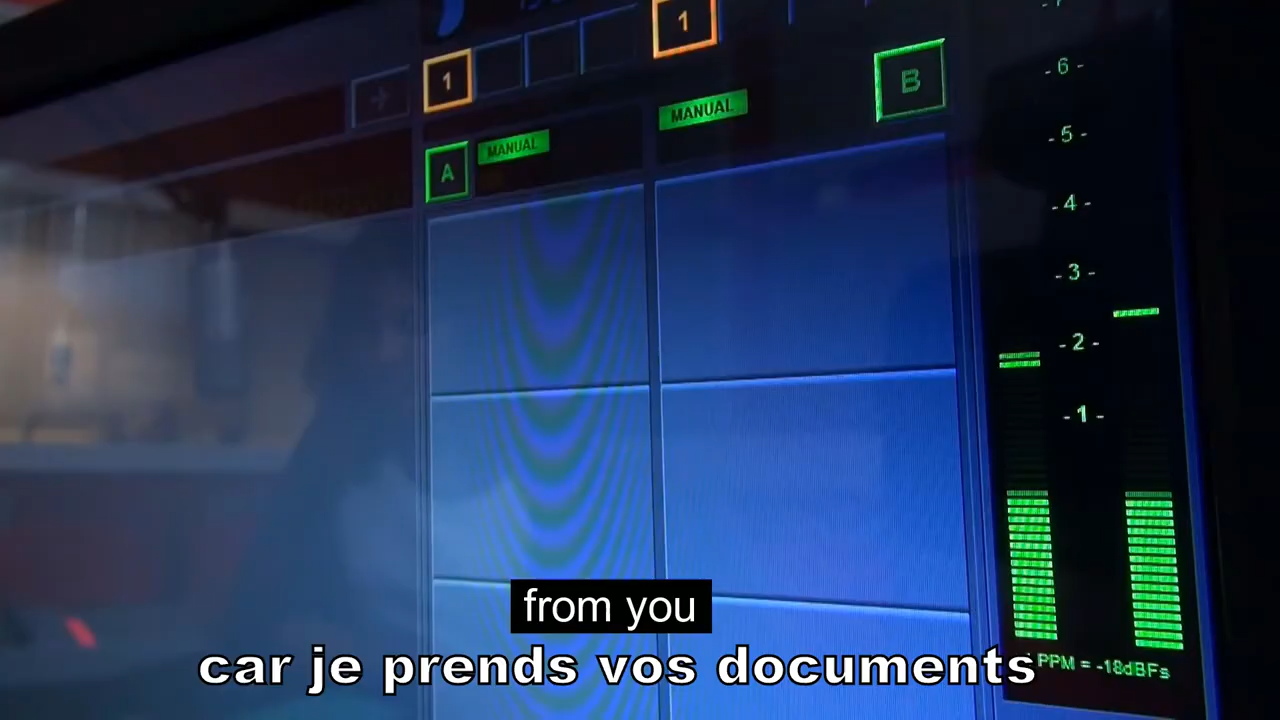 1
1
B
MANUAL
MANUAL
A
- 6 -
- 5 -
- 4 -
- 3 -
- 2 -
- 1 -
PPM = -18dBFs
from you
car je prends vos documents